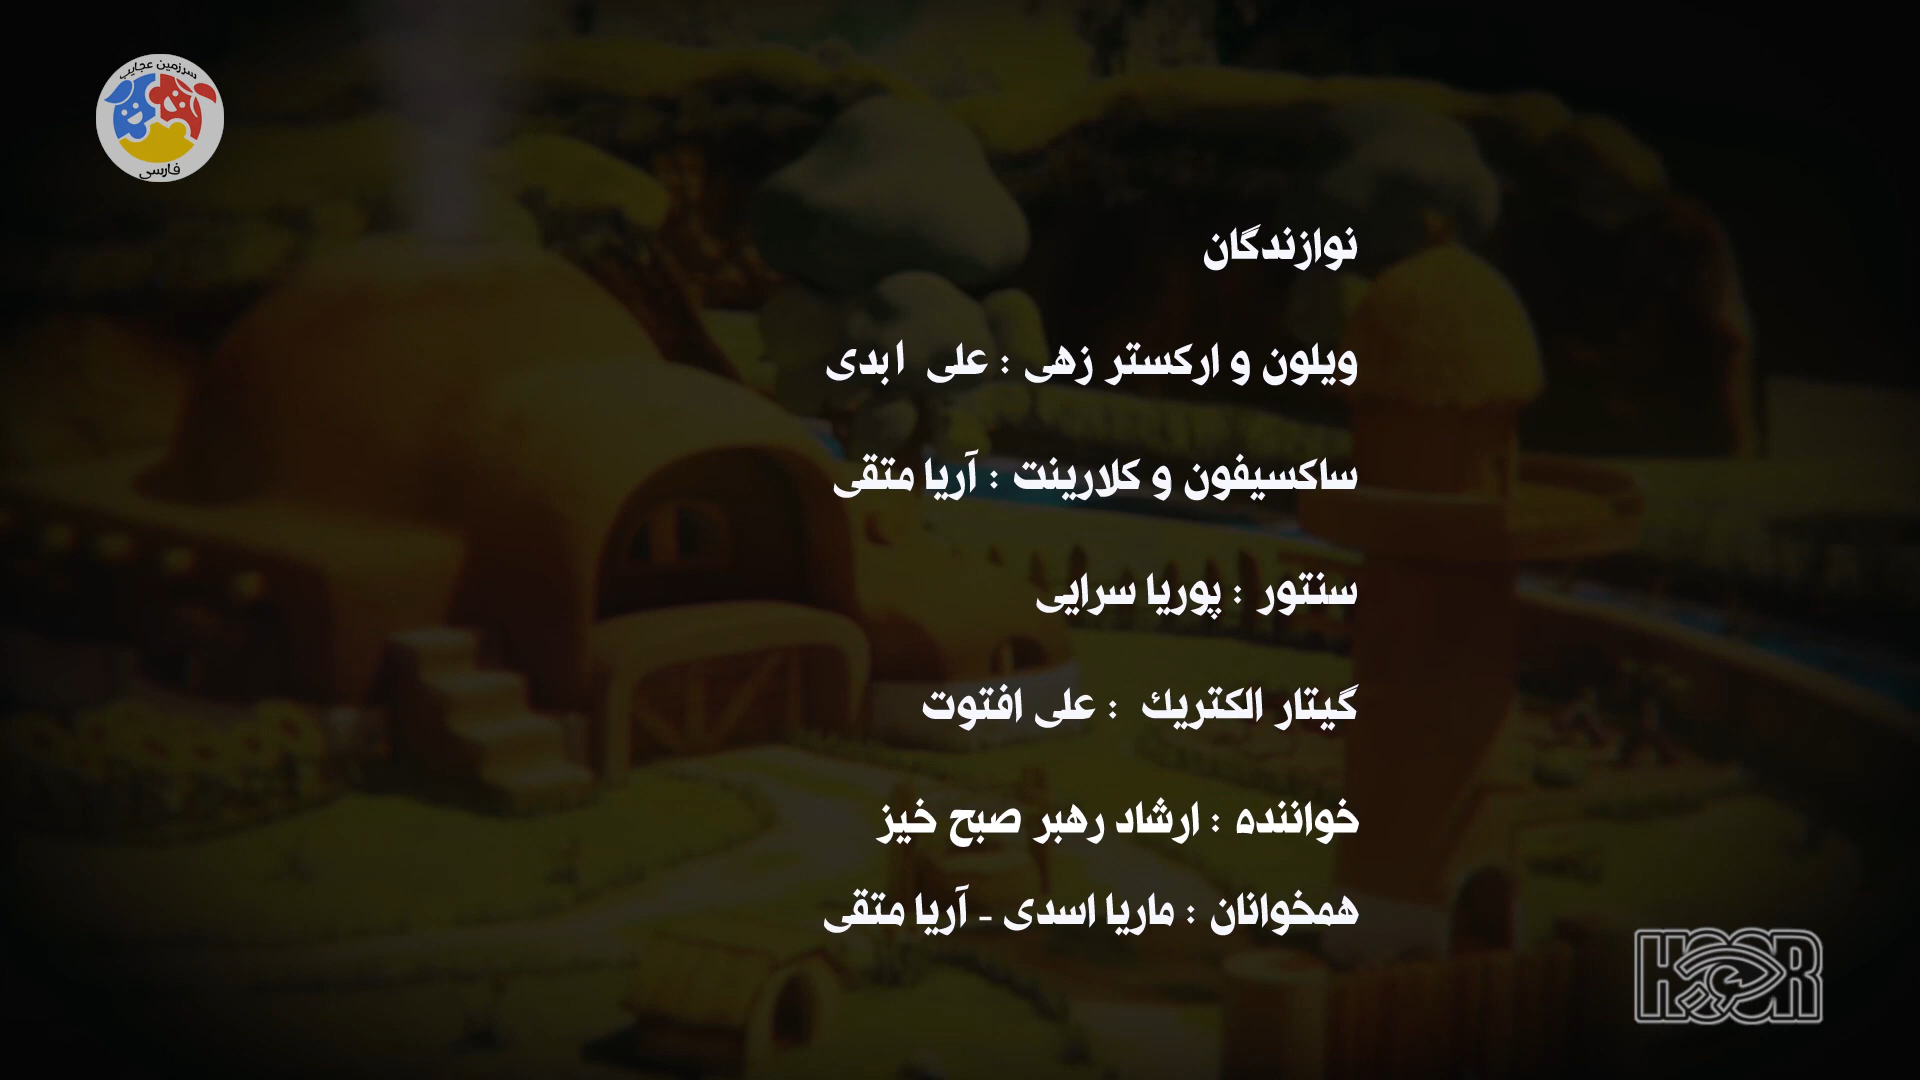 سرزمین عجایب
فارسی
نوازندگان
ویلون و ارکستر زهی : علی ابدی
ساکسیفون و کلارینت : آریا متقی
سنتور : پوریا سرایی
گیتار الکتریك : علی افتوت
خواننده : ارشاد رهبر صبح خیز
همخوانان : ماریا اسدی - آریا متقی
HOOR